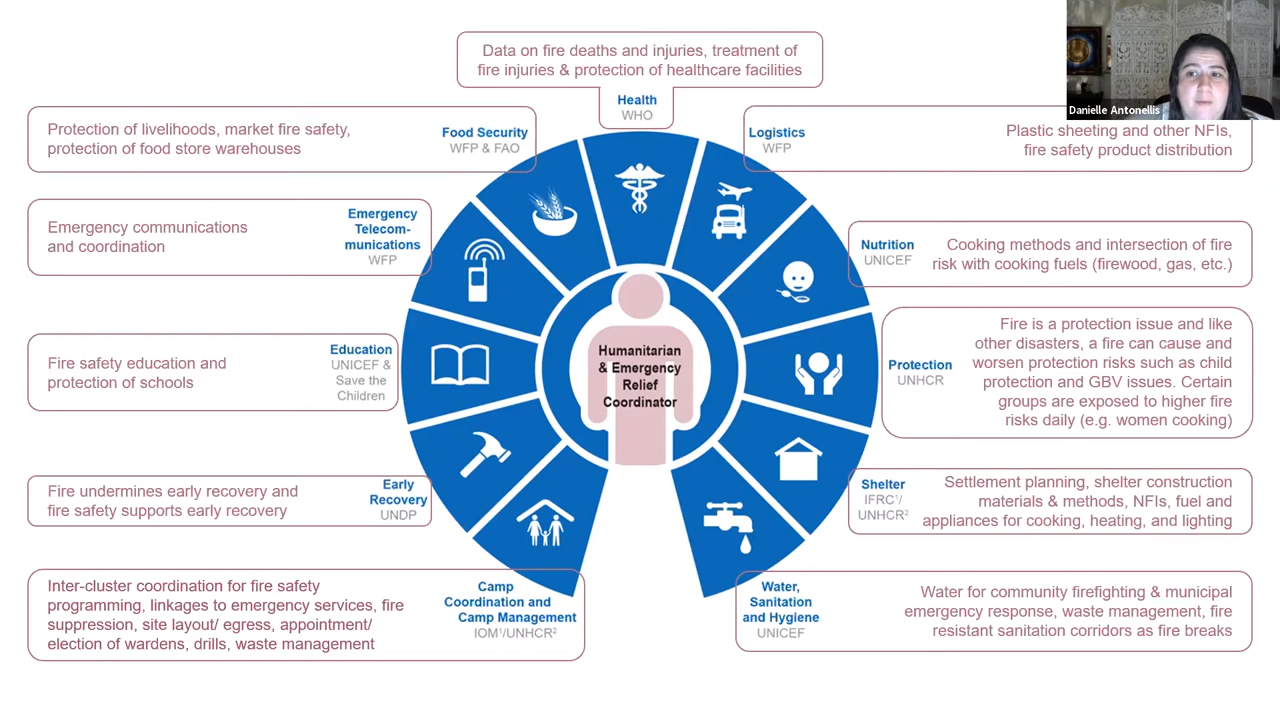 Data on fire deaths and injuries, treatment of
fire injuries & protection of healthcare facilities
Health
WHO
Danielle Antonellis
Protection of livelihoods, market fire safety,
protection of food store warehouses
Food Security
WFP & FAO
Logistics
WFP
Plastic sheeting and other NFIs,
fire safety product distribution
Emergency communications
and coordination
Emergency
Telecom-
munications
WFP
Nutrition
UNICEF
Cooking methods and intersection of fire
risk with cooking fuels (firewood, gas, etc.)
Fire safety education and
protection of schools
Education
UNICEF &
Save the
Children
Humanitarian
& Emergency
Relief
Coordinator
Protection
UNHCR
Fire is a protection issue and like
other disasters, a fire can cause and
worsen protection risks such as child
protection and GBV issues. Certain
groups are exposed to higher fire
risks daily (e.g. women cooking)
Fire undermines early recovery and
fire safety supports early recovery
Early
Recovery
UNDP
Shelter
IFRC¹/
UNHCR²
Settlement planning, shelter construction
materials & methods, NFIs, fuel and
appliances for cooking, heating, and lighting
Inter-cluster coordination for fire safety
programming, linkages to emergency services, fire
suppression, site layout/ egress, appointment/
election of wardens, drills, waste management
Camp
Coordination and
Camp Management
IOM¹/UNHCR²
Water,
Sanitation
and Hygiene
UNICEF
Water for community firefighting & municipal
emergency response, waste management, fire
resistant sanitation corridors as fire breaks